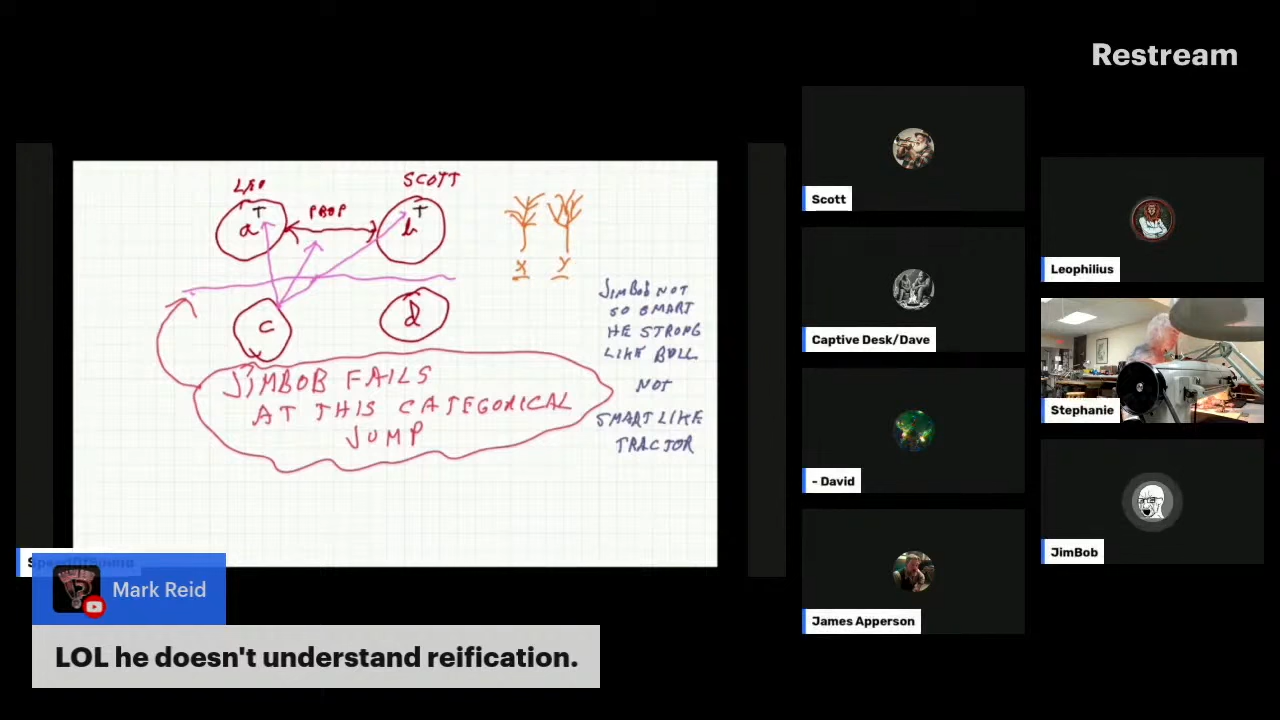 Restream
LEO
SCOTT
T
T
PROP
a
b
X
Y
c
d
JIMBOB NOT
SO SMART
HE STRONG
LIKE BULL
NOT
SMART LIKE
TRACTOR
JIMBOB FAILS
AT THIS CATEGORICAL
JUMP
Scott
Leophilius
Captive Desk/Dave
Stephanie
- David
JimBob
James Apperson
Mark Reid
LOL he doesn't understand reification.